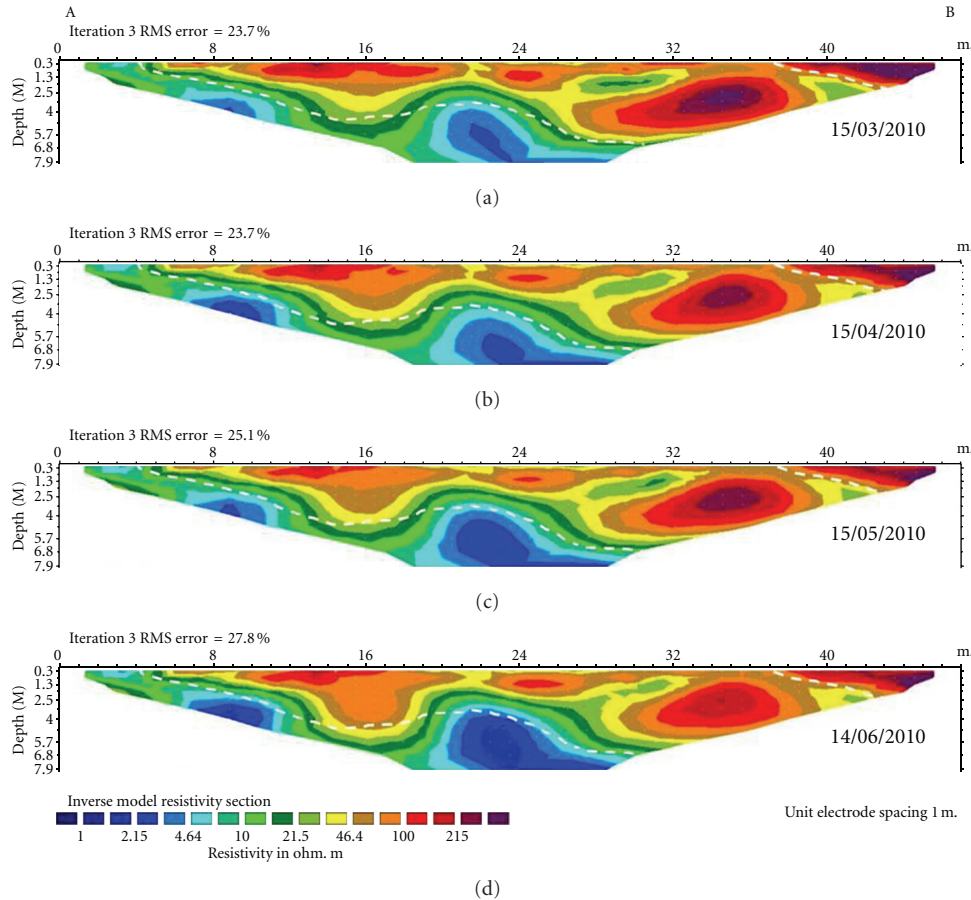 A B
Iteration 3 RMS error = 23.7%
0 8 16 24 32 40 m.
Depth (M)
0.3
1.3
2.5
4
5.7
6.8
7.9
15/03/2010
(a)
Iteration 3 RMS error = 23.7%
0 8 16 24 32 40 m.
Depth (M)
0.3
1.3
2.5
4
5.7
6.8
7.9
15/04/2010
(b)
Iteration 3 RMS error = 25.1%
0 8 16 24 32 40 m.
Depth (M)
0.3
1.3
2.5
4
5.7
6.8
7.9
15/05/2010
(c)
Iteration 3 RMS error = 27.8%
0 8 16 24 32 40 m.
Depth (M)
0.3
1.3
2.5
4
5.7
6.8
7.9
14/06/2010
Inverse model resistivity section
1 2.15 4.64 10 21.5 46.4 100 215
Resistivity in ohm. m
Unit electrode spacing 1 m.
(d)